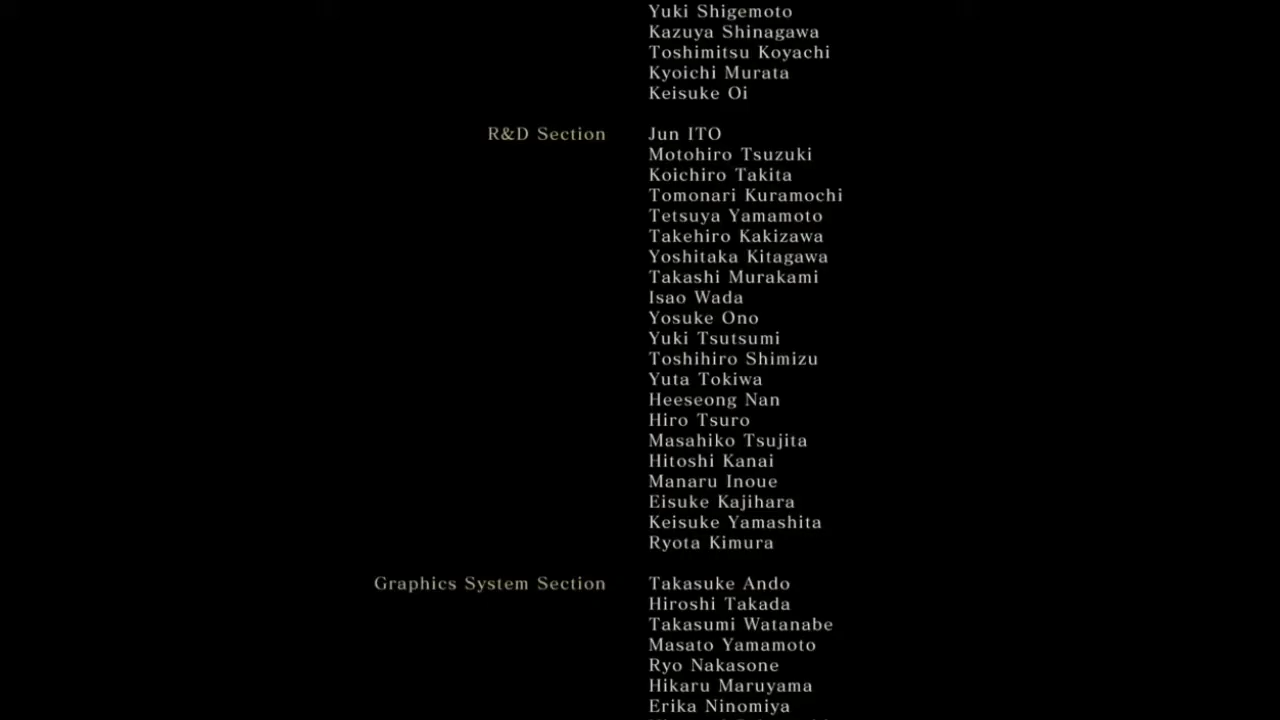 Yuki Shigemoto
Kazuya Shinagawa
Toshimitsu Koyachi
Kyoichi Murata
Keisuke Oi
R&D Section Jun ITO
Motohiro Tsuzuki
Koichiro Takita
Tomonari Kuramochi
Tetsuya Yamamoto
Takehiro Kakizawa
Yoshitaka Kitagawa
Takashi Murakami
Isao Wada
Yosuke Ono
Yuki Tsutsumi
Toshihiro Shimizu
Yuta Tokiwa
Heeseong Nan
Hiro Tsuro
Masahiko Tsujita
Hitoshi Kanai
Manaru Inoue
Eisuke Kajihara
Keisuke Yamashita
Ryota Kimura
Graphics System Section Takasuke Ando
Hiroshi Takada
Takasumi Watanabe
Masato Yamamoto
Ryo Nakasone
Hikaru Maruyama
Erika Ninomiya